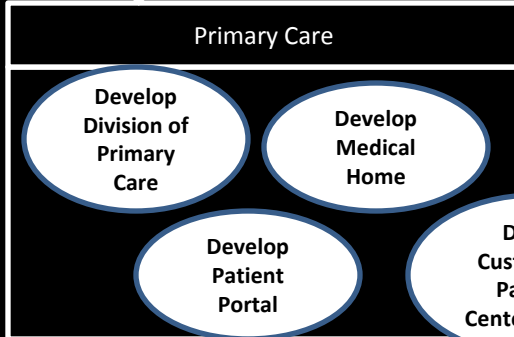 Primary Care
Develop
Division of
Primary
Care
Develop
Medical
Home
Develop
Patient
Portal